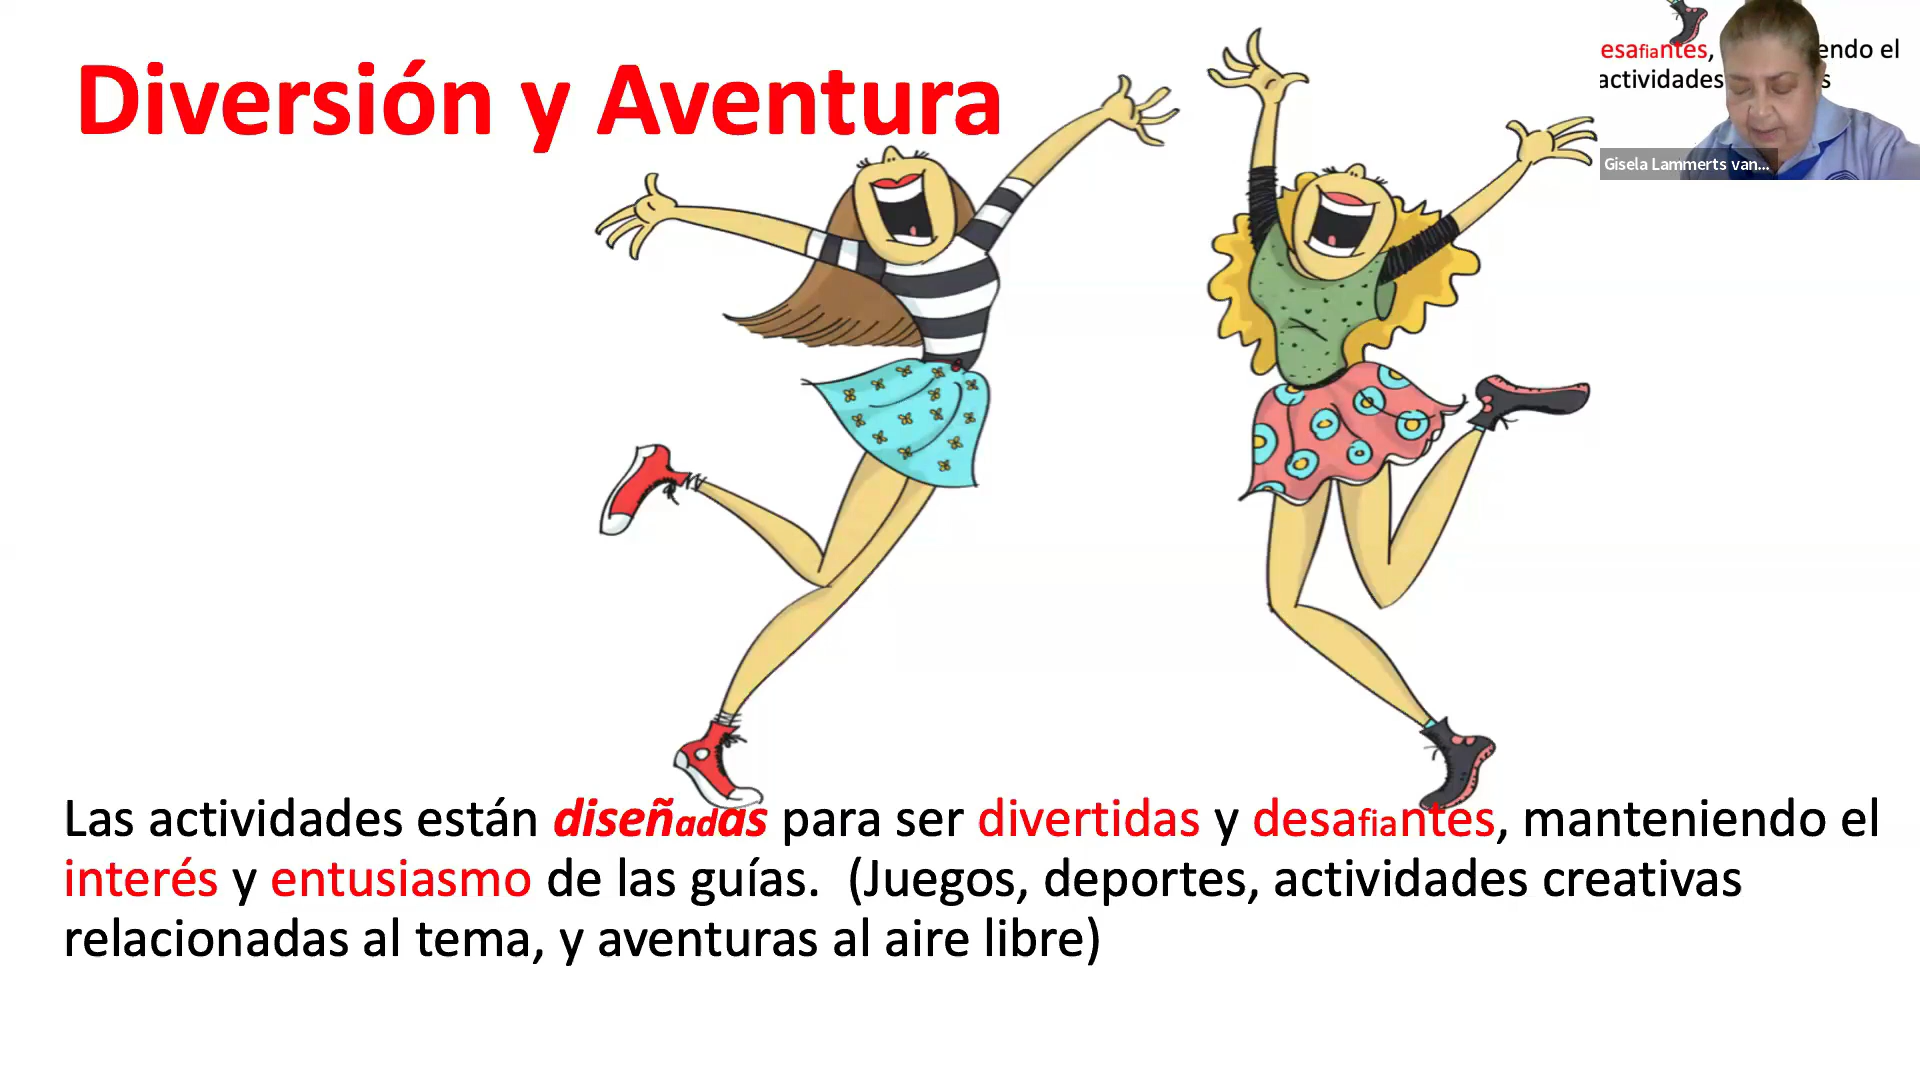 Diversión y Aventura
esafiantes, endo el
actividades s
Gisela Lammerts van...
Las actividades están diseñadas para ser divertidas y desafiantes, manteniendo el
interés y entusiasmo de las guías. (Juegos, deportes, actividades creativas
relacionadas al tema, y aventuras al aire libre)